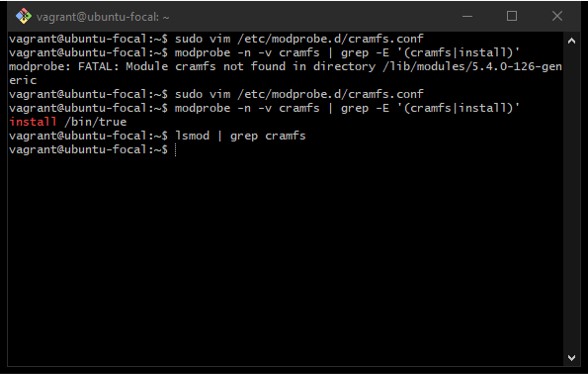 vagrant@ubuntu-focal: ~
vagrant@ubuntu-focal:~$ sudo vim /etc/modprobe.d/cramfs.conf
vagrant@ubuntu-focal:~$ modprobe -n -v cramfs | grep -E '(cramfs|install)'
modprobe: FATAL: Module cramfs not found in directory /lib/modules/5.4.0-126-gen
eric
vagrant@ubuntu-focal:~$ sudo vim /etc/modprobe.d/cramfs.conf
vagrant@ubuntu-focal:~$ modprobe -n -v cramfs | grep -E '(cramfs|install)'
install /bin/true
vagrant@ubuntu-focal:~$ lsmod | grep cramfs
vagrant@ubuntu-focal:~$